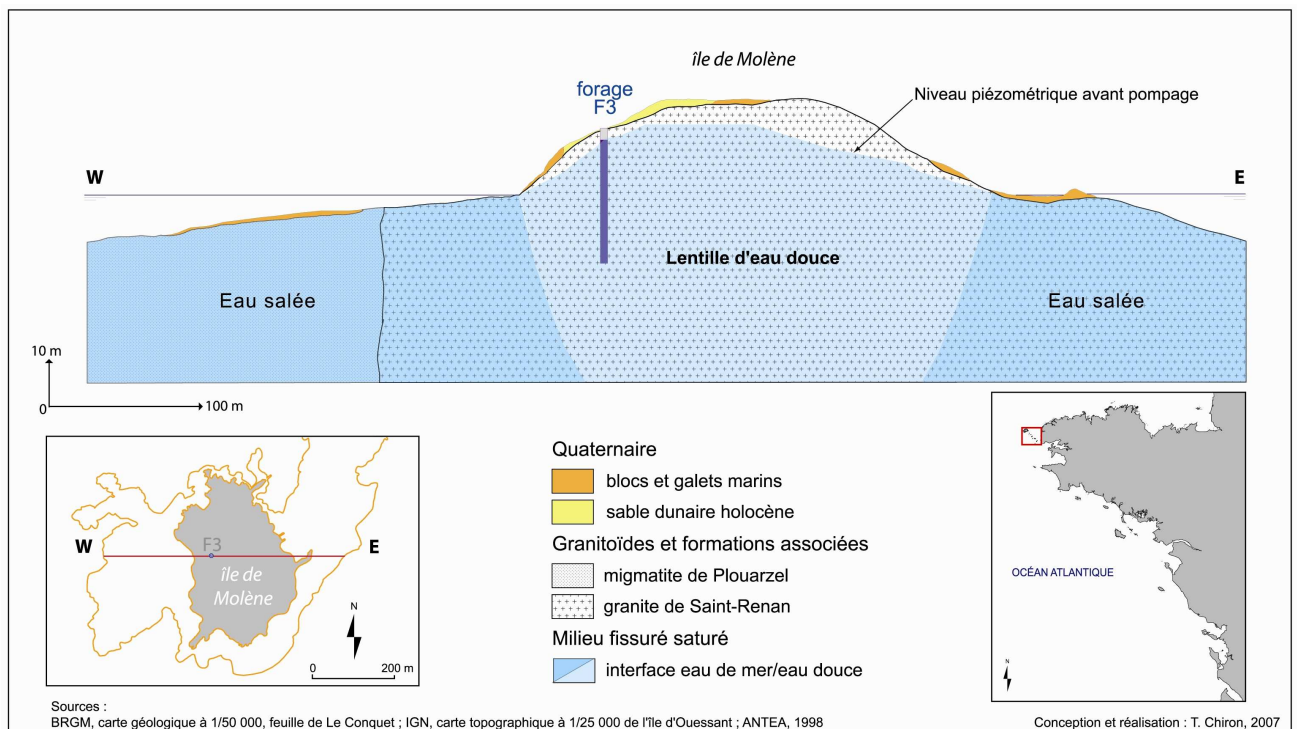 île de Molène
forage
F3
Niveau piézométrique avant pompage
W
E
Lentille d'eau douce
Eau salée
Eau salée
10 m
0
100 m
W
F3
E
île de
Molène
N
0
200 m
Quaternaire
blocs et galets marins
sable dunaire holocène
Granitoïdes et formations associées
migmatite de Plouarzel
granite de Saint-Renan
Milieu fissuré saturé
interface eau de mer/eau douce
OCÉAN ATLANTIQUE
N
Sources :
BRGM, carte géologique à 1/50 000, feuille de Le Conquet ; IGN, carte topographique à 1/25 000 de l'île d'Ouessant ; ANTEA, 1998
Conception et réalisation : T. Chiron, 2007